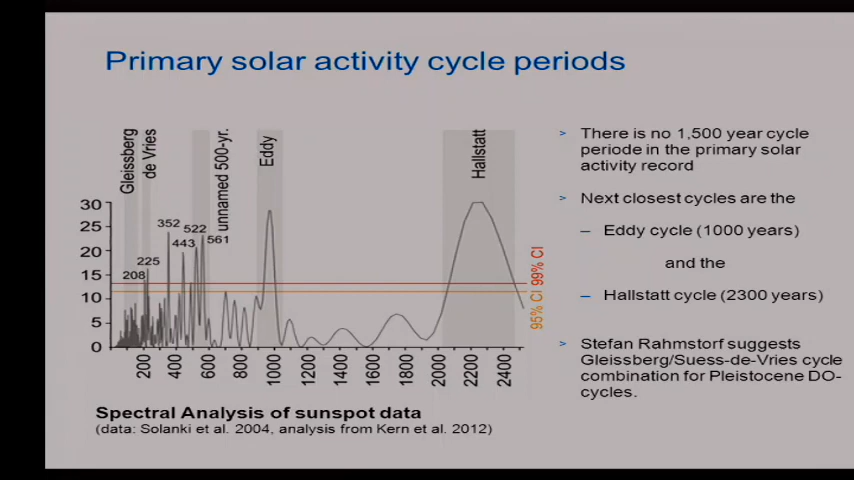 Primary solar activity cycle periods
Gleissberg
de Vries
unnamed 500-yr.
Eddy
Hallstatt
30
25
20
15
10
5
0
208
225
352
443
522
561
99% CI
95% CI
200
400
600
800
1000
1200
1400
1600
1800
2000
2200
2400
Spectral Analysis of sunspot data
(data: Solanki et al. 2004, analysis from Kern et al. 2012)
> There is no 1,500 year cycle
periode in the primary solar
activity record
> Next closest cycles are the
– Eddy cycle (1000 years)
and the
– Hallstatt cycle (2300 years)
> Stefan Rahmstorf suggests
Gleissberg/Suess-de-Vries cycle
combination for Pleistocene DO-
cycles.